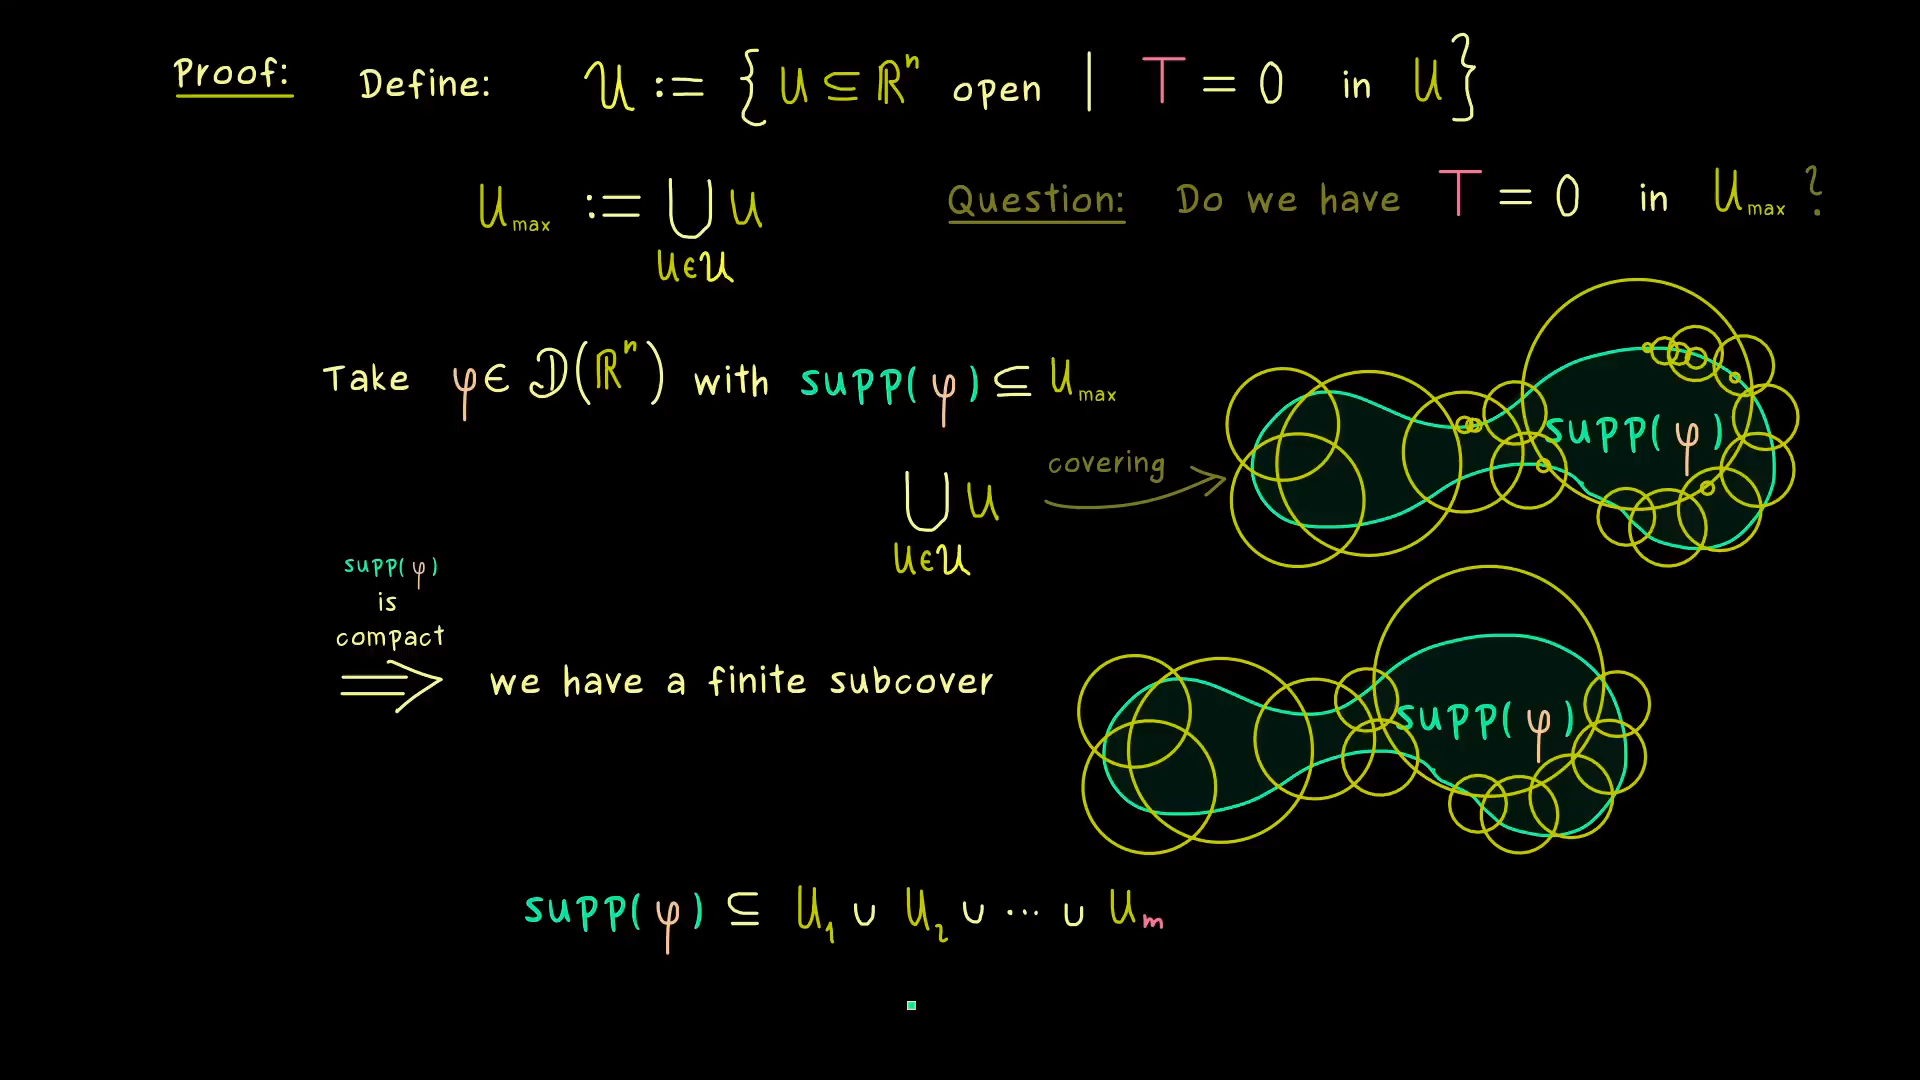 Proof: Define: 𝒰 := { U ⊆ ℝⁿ open | T = 0 in U }
U_max := ⋃ U
U∈𝒰
Question: Do we have T = 0 in U_max ?
Take φ ∈ 𝒟(ℝⁿ) with supp(φ) ⊆ U_max
⋃ U
U∈𝒰
covering
supp(φ)
supp(φ)
is
compact
⟹ we have a finite subcover
supp(φ)
supp(φ) ⊆ U₁ ∪ U₂ ∪ ⋯ ∪ U_m